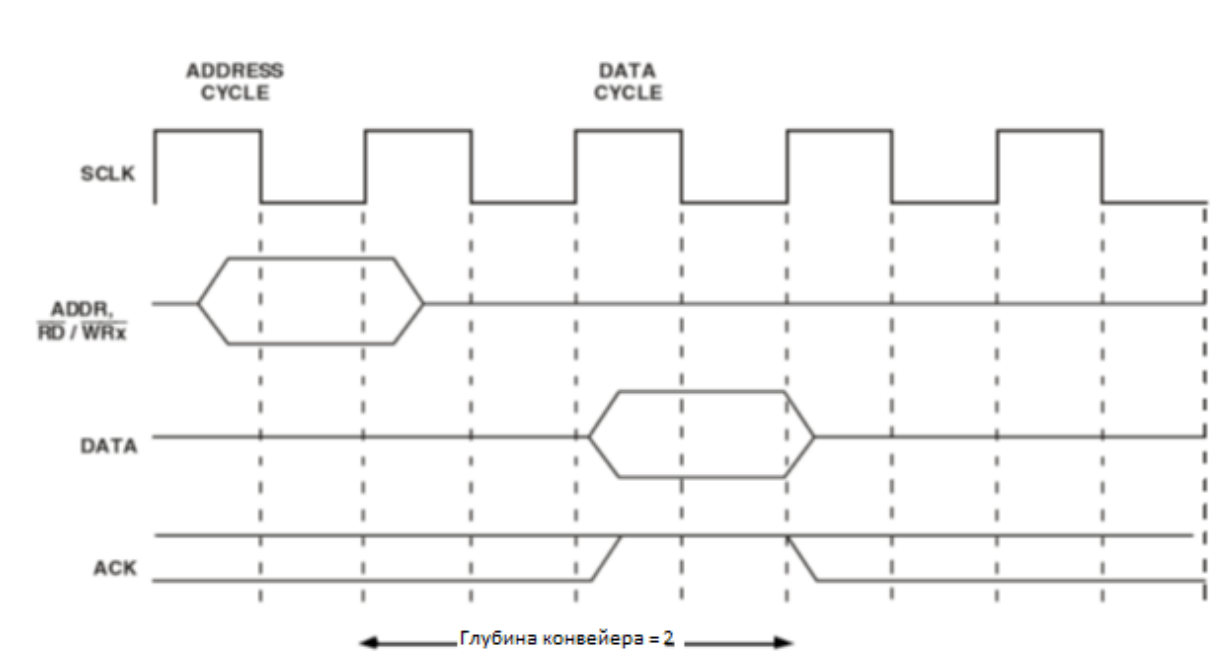 ADDRESS
CYCLE
DATA
CYCLE
SCLK
ADDR,
RD / WRx
DATA
ACK
Глубина конвейера = 2